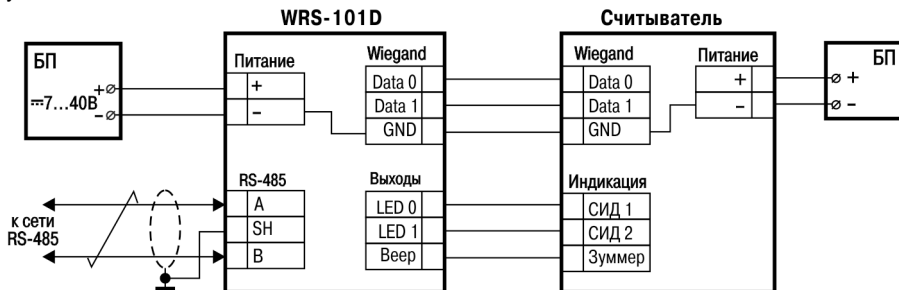 WRS-101D
Считыватель
БП
⎓7...40В
+
–
Питание
+
–
Wiegand
Data 0
Data 1
GND
Wiegand
Data 0
Data 1
GND
Питание
+
–
БП
+
–
к сети
RS-485
RS-485
A
SH
B
Выходы
LED 0
LED 1
Beep
Индикация
СИД 1
СИД 2
Зуммер